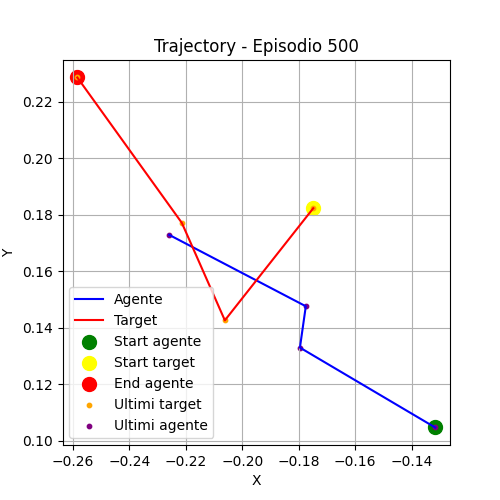 Trajectory - Episodio 500
0.22
0.20
0.18
0.16
0.14
0.12
0.10
Y
Agente
Target
Start agente
Start target
End agente
Ultimi target
Ultimi agente
−0.26 −0.24 −0.22 −0.20 −0.18 −0.16 −0.14
X